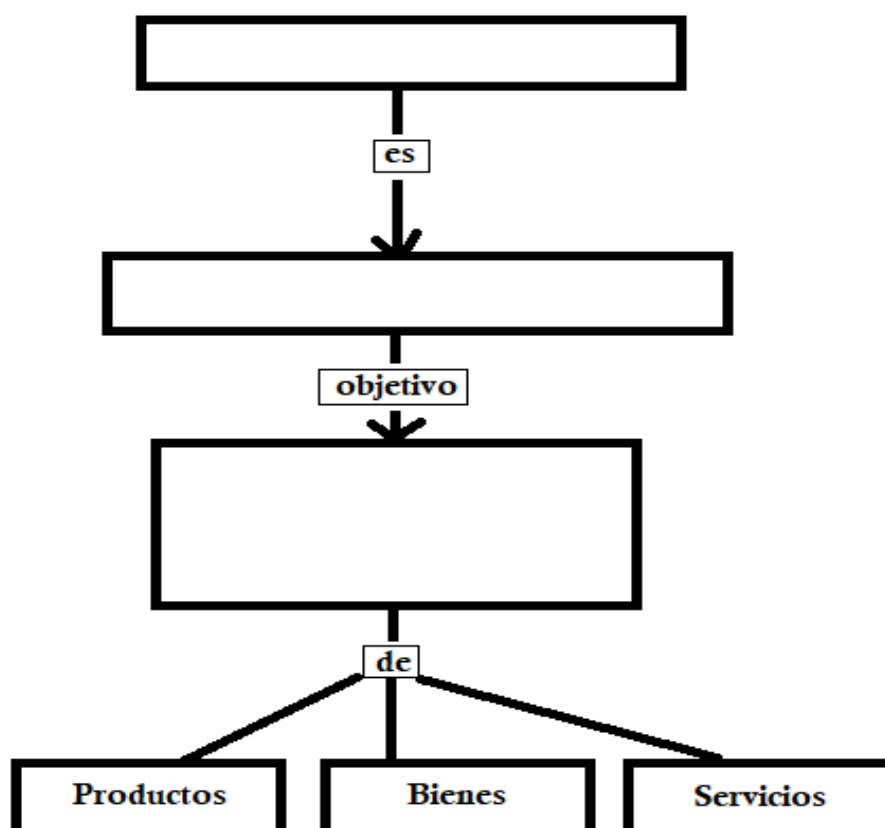 es
objetivo
de
Productos
Bienes
Servicios